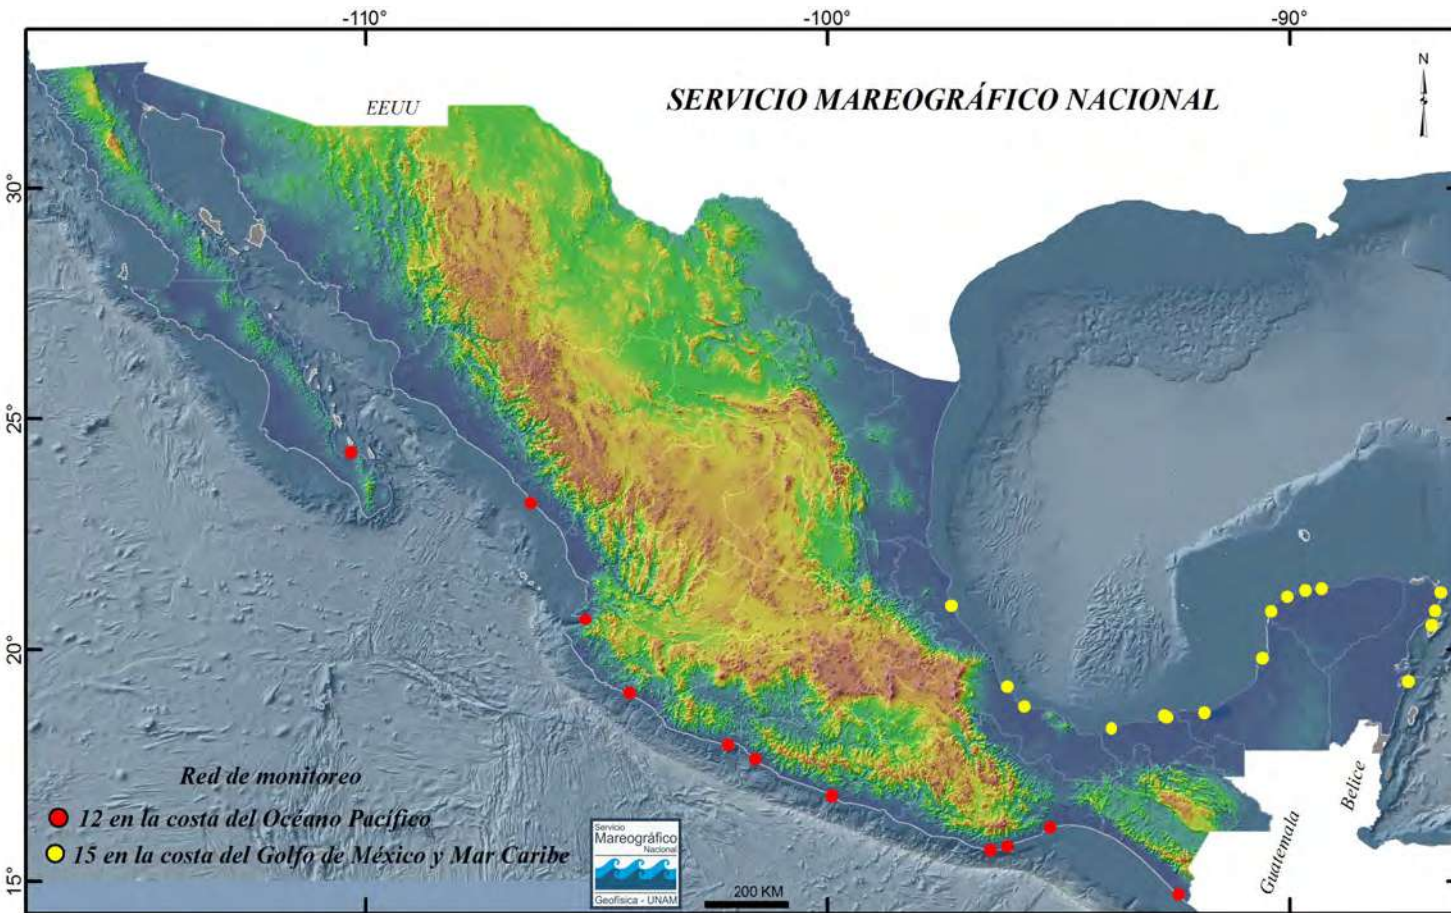 -110°
-100°
-90°
N
EEUU
SERVICIO MAREOGRÁFICO NACIONAL
30°
25°
20°
15°
Red de monitoreo
12 en la costa del Océano Pacífico
15 en la costa del Golfo de México y Mar Caribe
Servicio
Mareográfico
Nacional
Geofísica - UNAM
200 KM
Guatemala
Belice